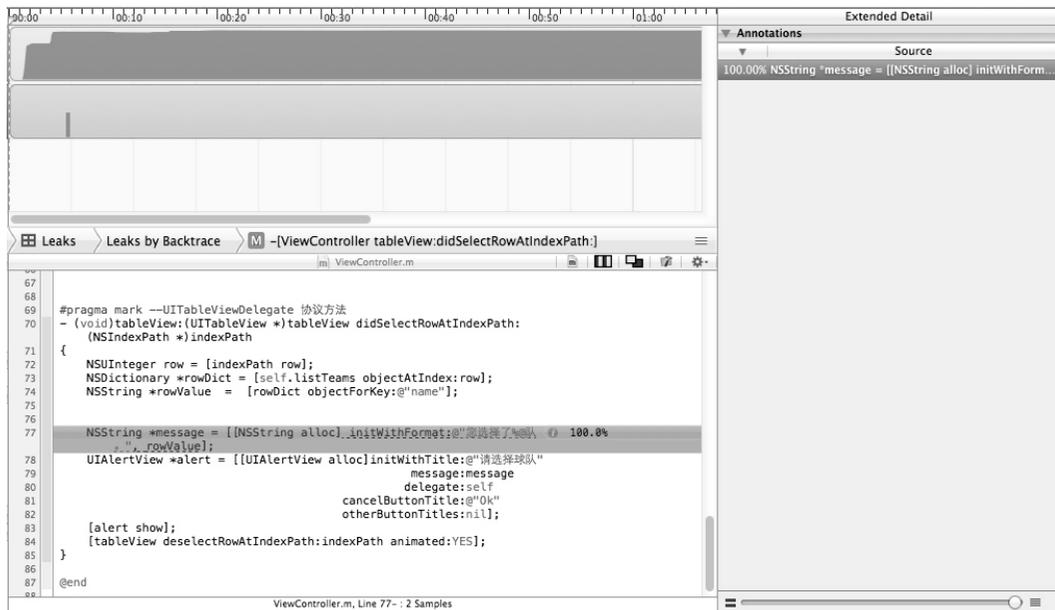 00:00 00:10 00:20 00:30 00:40 00:50 01:00
Extended Detail
Annotations
Source
100.00% NSString *message = [[NSString alloc] initWithForm...
Leaks Leaks by Backtrace M -[ViewController tableView:didSelectRowAtIndexPath:]
m ViewController.m
67
68
69 #pragma mark --UITableViewDelegate 协议方法
70 - (void)tableView:(UITableView *)tableView didSelectRowAtIndexPath:
(NSIndexPath *)indexPath
71 {
72 NSUInteger row = [indexPath row];
73 NSDictionary *rowDict = [self.listTeams objectAtIndex:row];
74 NSString *rowValue = [rowDict objectForKey:@"name"];
75
76
77 NSString *message = [[NSString alloc] initWithFormat:@"您选择了%@队 100.0%
, ", rowValue];
78 UIAlertView *alert = [[UIAlertView alloc]initWithTitle:@"请选择球队"
79 message:message
80 delegate:self
81 cancelButtonTitle:@"Ok"
82 otherButtonTitles:nil];
83 [alert show];
84 [tableView deselectRowAtIndexPath:indexPath animated:YES];
85 }
86
87 @end
ViewController.m, Line 77- : 2 Samples